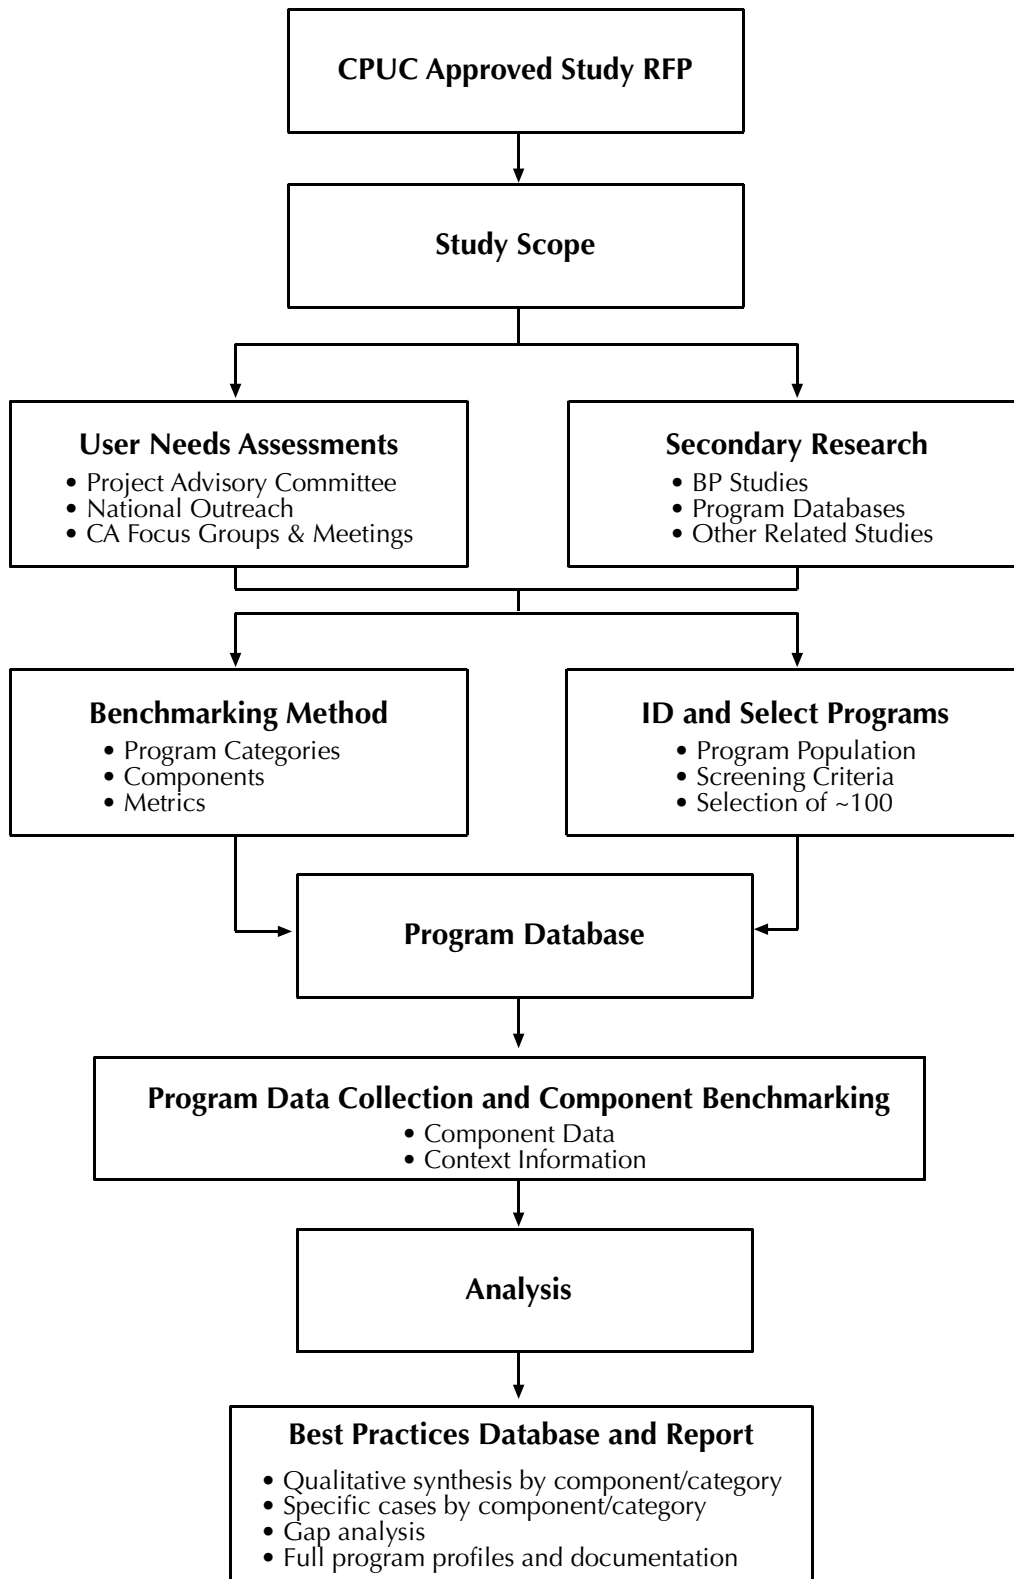 CPUC Approved Study RFP
Study Scope
User Needs Assessments
• Project Advisory Committee
• National Outreach
• CA Focus Groups & Meetings
Secondary Research
• BP Studies
• Program Databases
• Other Related Studies
Benchmarking Method
• Program Categories
• Components
• Metrics
ID and Select Programs
• Program Population
• Screening Criteria
• Selection of ~100
Program Database
Program Data Collection and Component Benchmarking
• Component Data
• Context Information
Analysis
Best Practices Database and Report
• Qualitative synthesis by component/category
• Specific cases by component/category
• Gap analysis
• Full program profiles and documentation